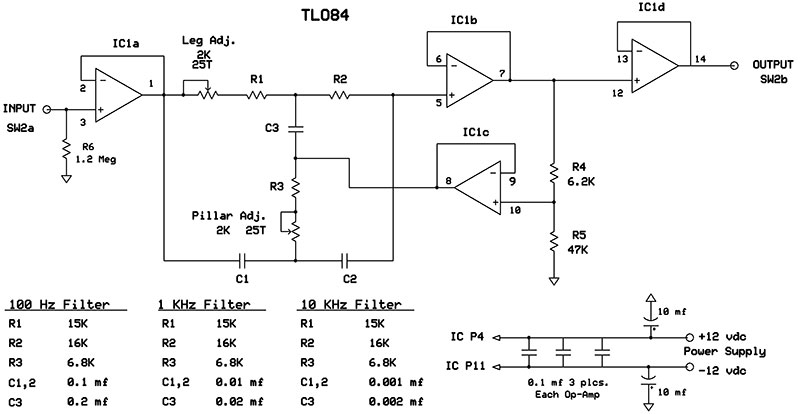 TL084
IC1b
IC1d
Leg Adj.
2K
25T
IC1a
R1
R2
6
7
5
13
14
12
OUTPUT
SW2b
2
1
3
INPUT
SW2a
R6
1.2 Meg
C3
IC1c
8
9
10
R3
R4
6.2K
Pillar Adj.
2K 25T
R5
47K
C1
C2
100 Hz Filter
R1 15K
R2 16K
R3 6.8K
C1,2 0.1 mf
C3 0.2 mf
1 KHz Filter
R1 15K
R2 16K
R3 6.8K
C1,2 0.01 mf
C3 0.02 mf
10 KHz Filter
R1 15K
R2 16K
R3 6.8K
C1,2 0.001 mf
C3 0.002 mf
10 mf
IC P4
+12 vdc
Power Supply
IC P11
-12 vdc
0.1 mf 3 plcs.
Each Op-Amp
10 mf